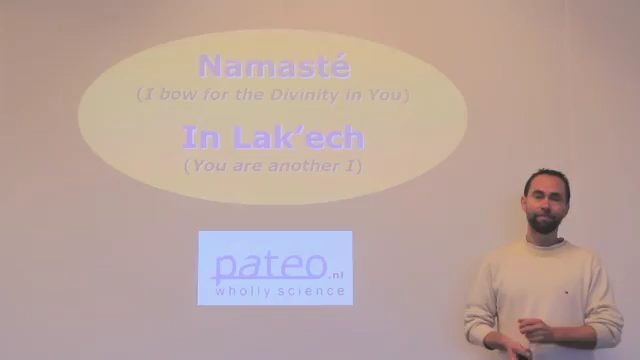 Namasté
(I bow for the Divinity in You)
In Lak’ech
(You are another I)
pateo.nl
wholly science